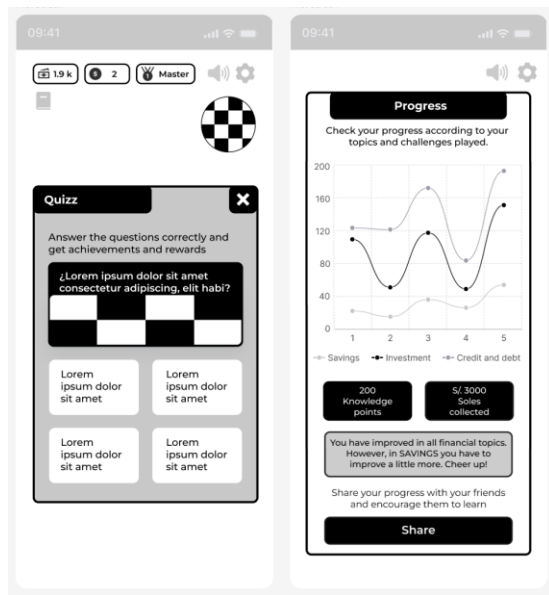 09:41
1.9 k
2
Master
Quizz
Answer the questions correctly and
get achievements and rewards
¿Lorem ipsum dolor sit amet
consectetur adipiscing, elit habi?
Lorem
ipsum dolor
sit amet
Lorem
ipsum dolor
sit amet
Lorem
ipsum dolor
sit amet
Lorem
ipsum dolor
sit amet
09:41
Progress
Check your progress according to your
topics and challenges played.
200
160
120
80
40
0
1 2 3 4 5
Savings Investment Credit and debt
200
Knowledge
points
S/. 3000
Soles
collected
You have improved in all financial topics.
However, in SAVINGS you have to
improve a little more. Cheer up!
Share your progress with your friends
and encourage them to learn
Share